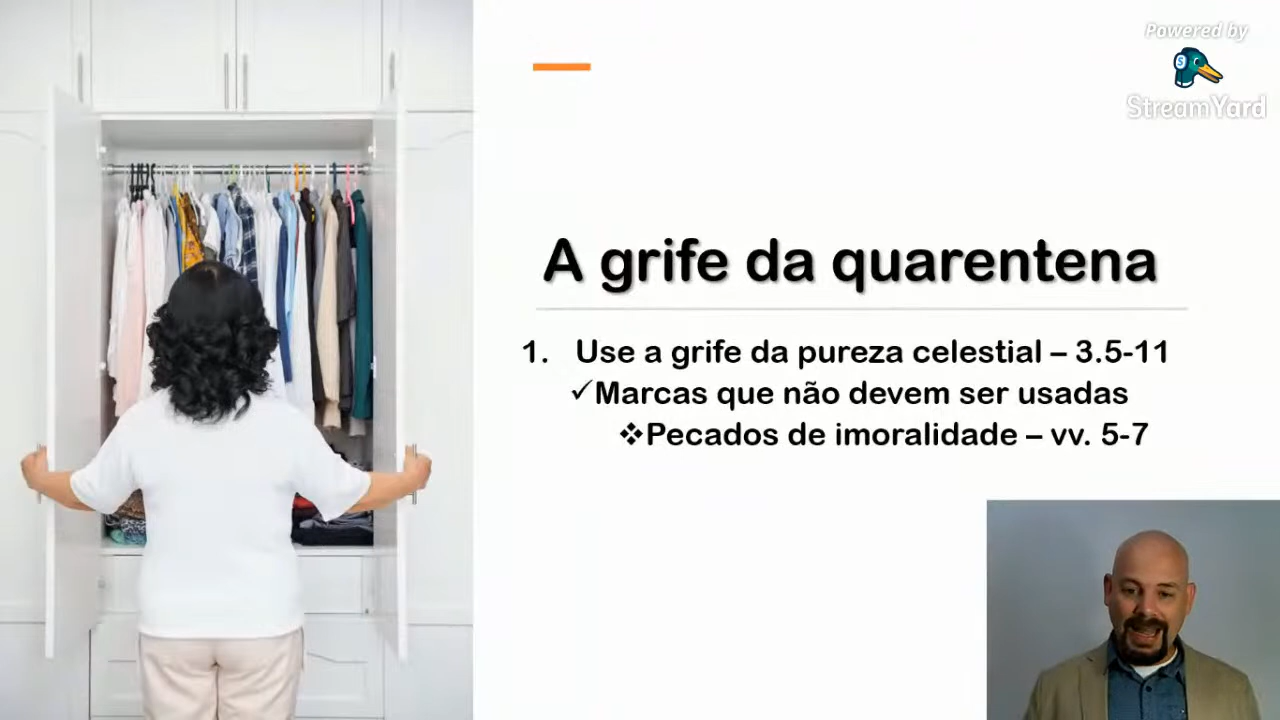 Powered by
StreamYard
A grife da quarentena
1. Use a grife da pureza celestial – 3.5-11
✓Marcas que não devem ser usadas
❖Pecados de imoralidade – vv. 5-7